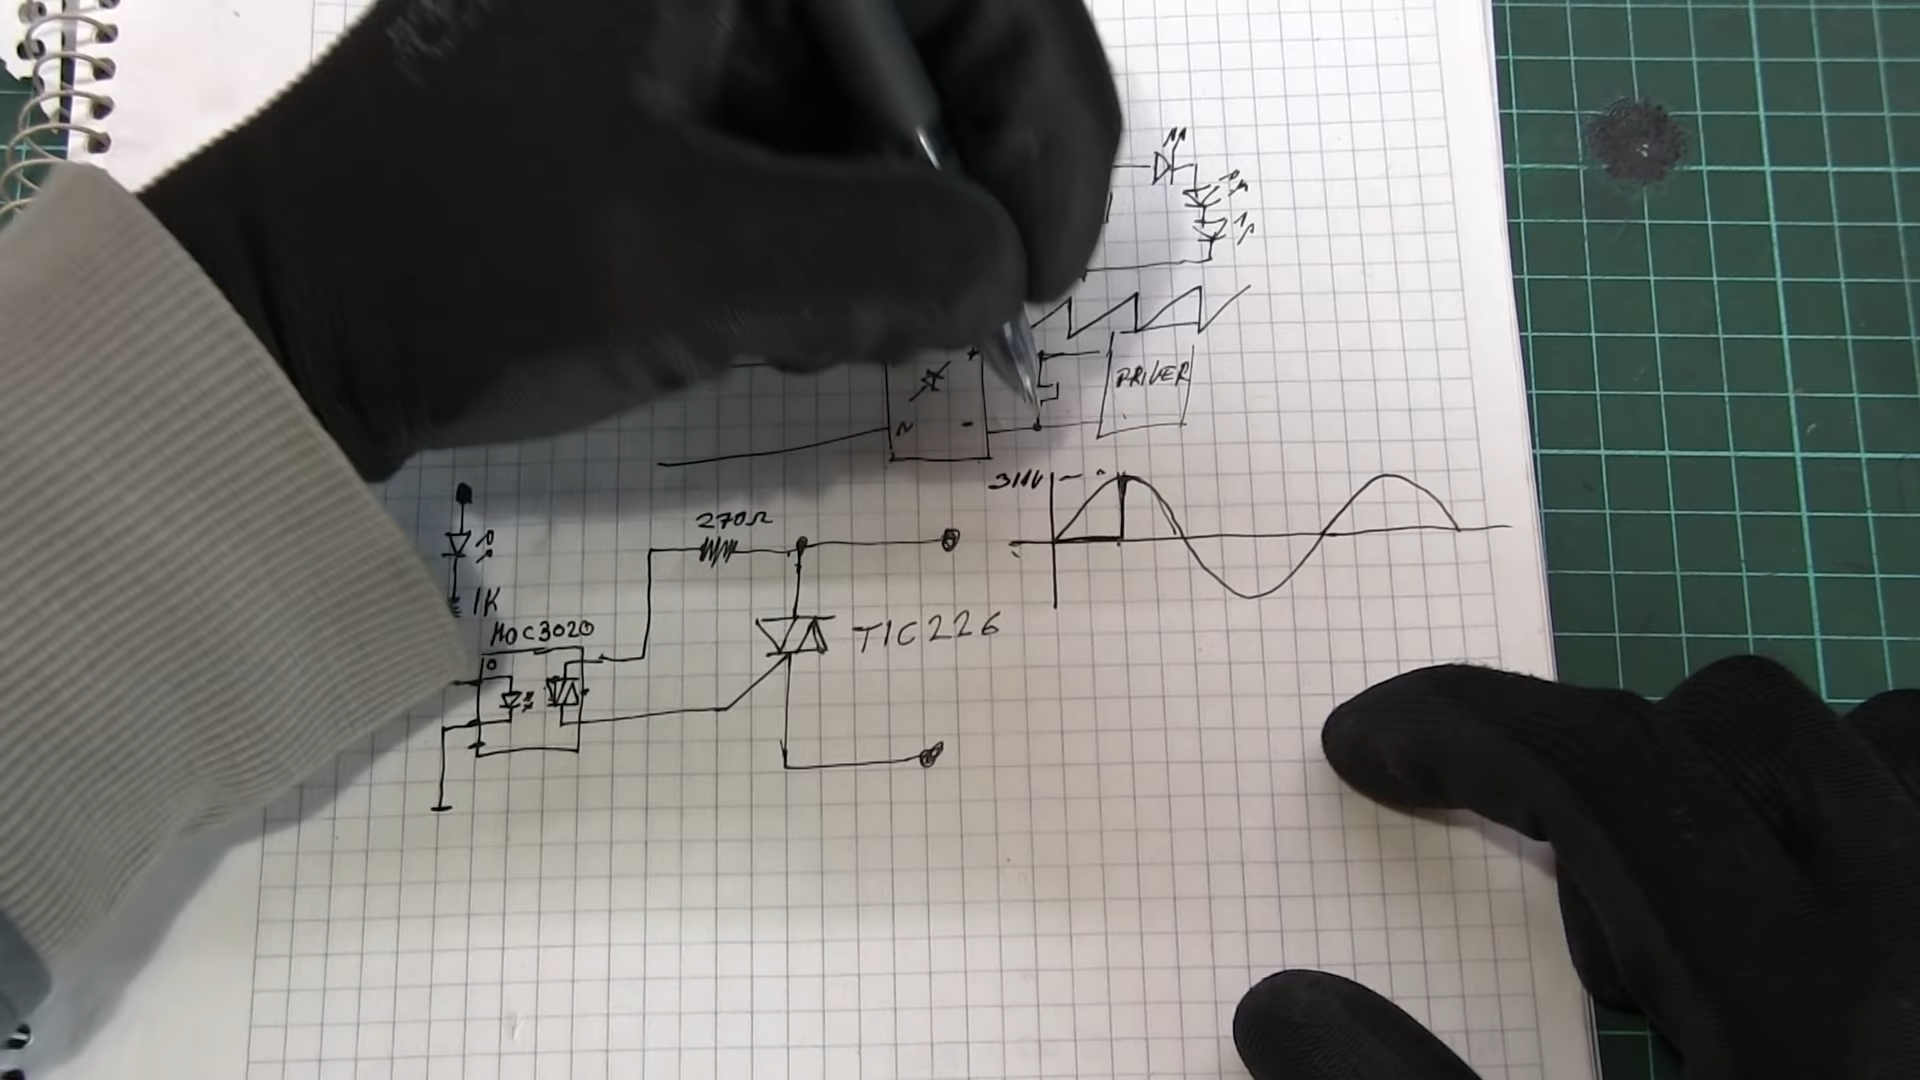 +
DRIVER
N -
311V
270Ω
1K
MOC3020
TIC226